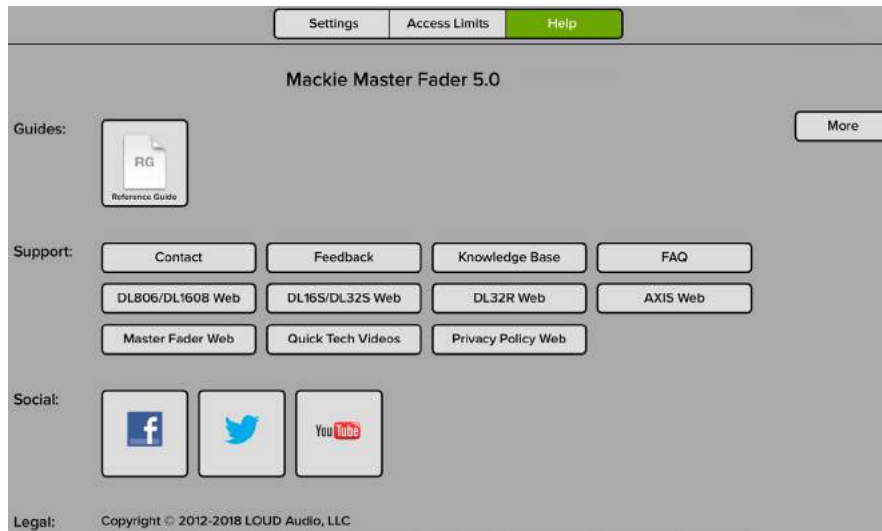 Settings Access Limits Help
Mackie Master Fader 5.0
Guides: More
RG
Reference Guide
Support: Contact Feedback Knowledge Base FAQ
DL806/DL1608 Web DL16S/DL32S Web DL32R Web AXIS Web
Master Fader Web Quick Tech Videos Privacy Policy Web
Social: f You Tube
Legal: Copyright © 2012-2018 LOUD Audio, LLC